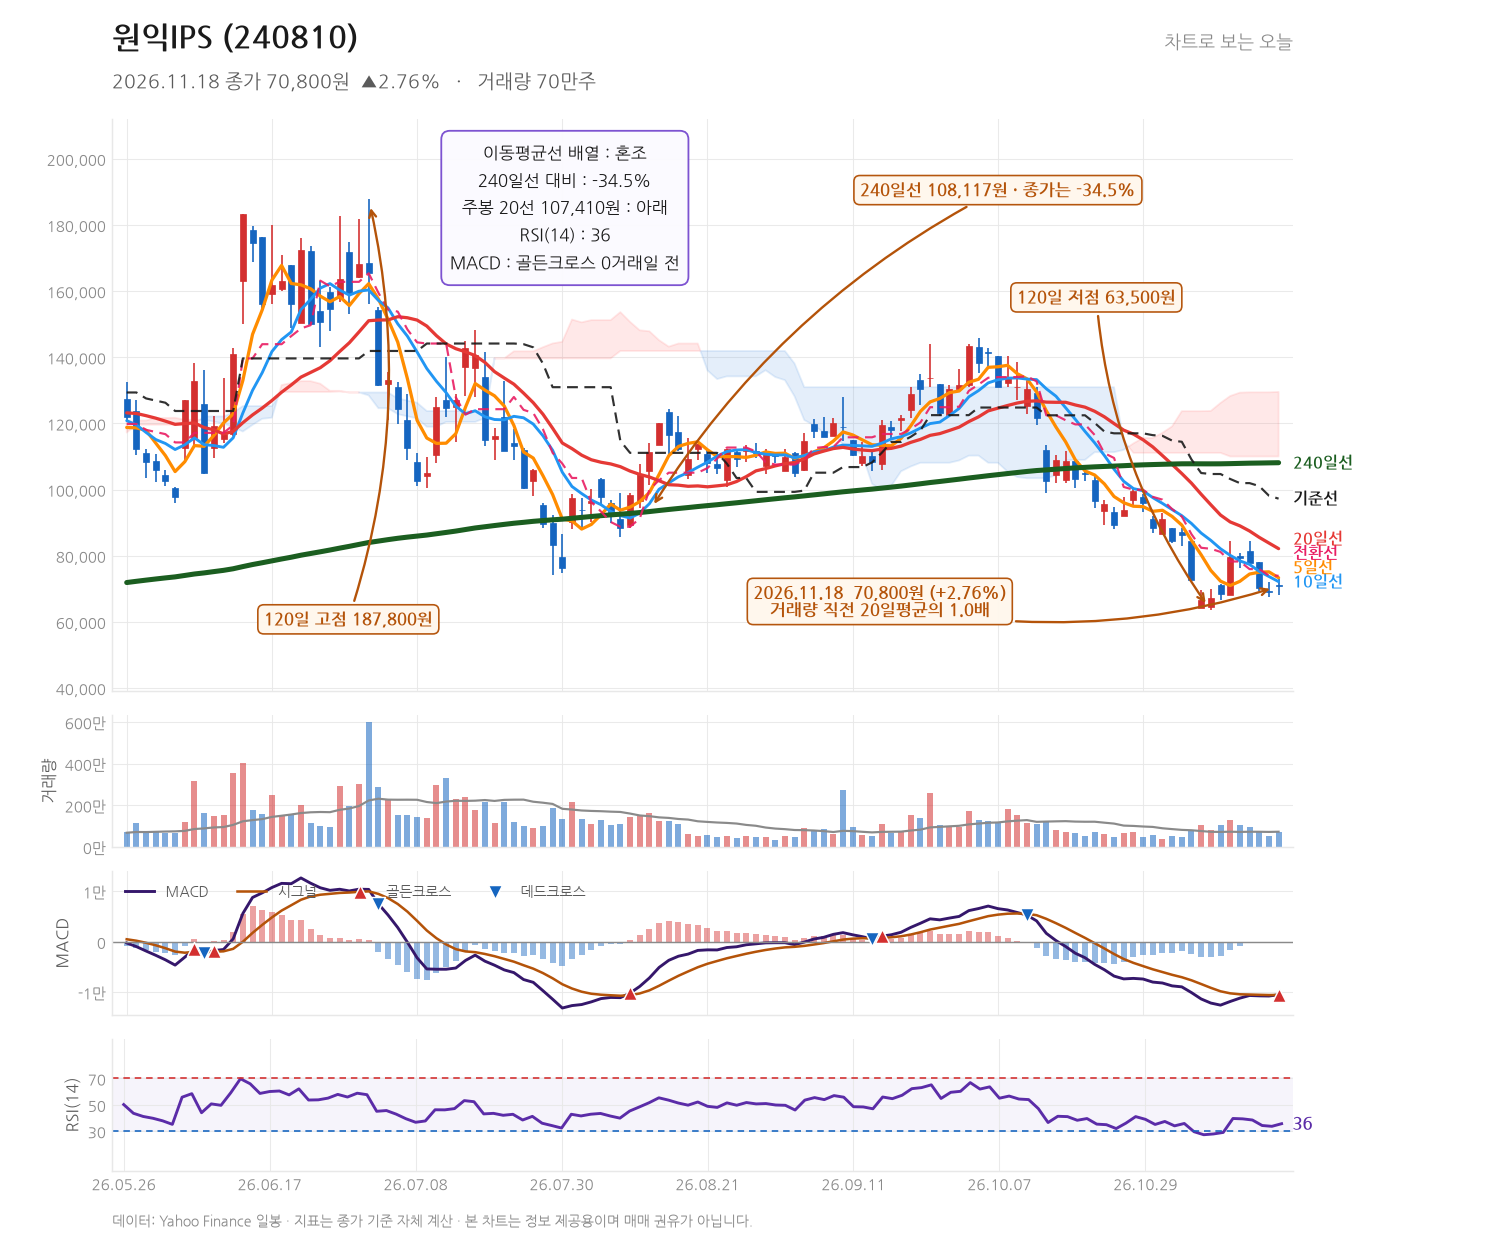 원익IPS (240810)
차트로 보는 오늘
2026.11.18 종가 70,800원 ▲2.76% · 거래량 70만주
200,000
180,000
160,000
140,000
120,000
100,000
80,000
60,000
40,000
이동평균선 배열 : 혼조
240일선 대비 : -34.5%
주봉 20선 107,410원 : 아래
RSI(14) : 36
MACD : 골든크로스 0거래일 전
240일선 108,117원 · 종가는 -34.5%
120일 저점 63,500원
120일 고점 187,800원
2026.11.18 70,800원 (+2.76%)
거래량 직전 20일평균의 1.0배
240일선
기준선
20일선
전환선
5일선
10일선
거래량
600만
400만
200만
0만
MACD
1만
0
-1만
MACD
시그널
골든크로스
데드크로스
RSI(14)
70
50
30
36
26.05.26
26.06.17
26.07.08
26.07.30
26.08.21
26.09.11
26.10.07
26.10.29
데이터: Yahoo Finance 일봉 · 지표는 종가 기준 자체 계산 · 본 차트는 정보 제공용이며 매매 권유가 아닙니다.